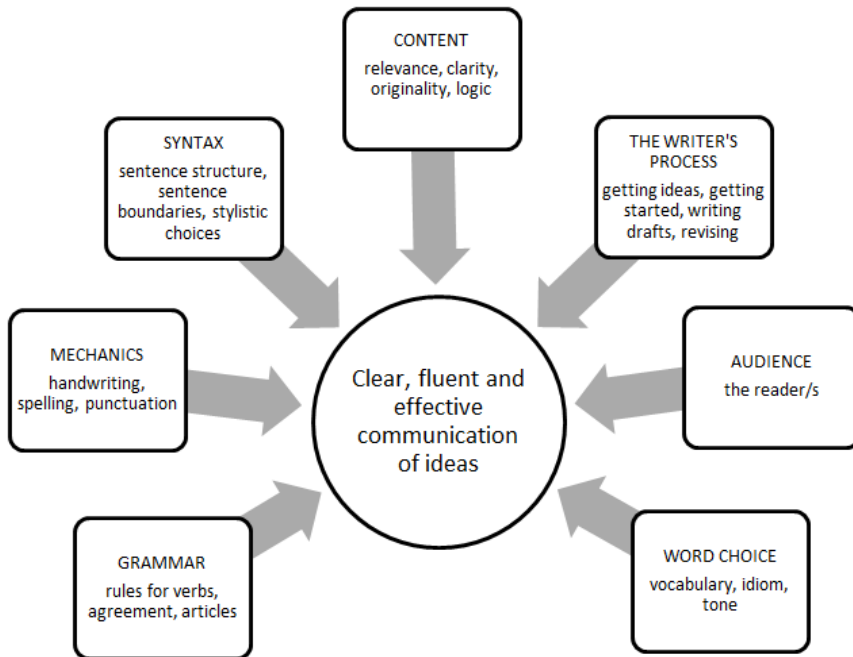 CONTENT
relevance, clarity,
originality, logic
SYNTAX
sentence structure,
sentence
boundaries, stylistic
choices
THE WRITER'S
PROCESS
getting ideas, getting
started, writing
drafts, revising
MECHANICS
handwriting,
spelling, punctuation
Clear, fluent and
effective
communication
of ideas
AUDIENCE
the reader/s
GRAMMAR
rules for verbs,
agreement, articles
WORD CHOICE
vocabulary, idiom,
tone